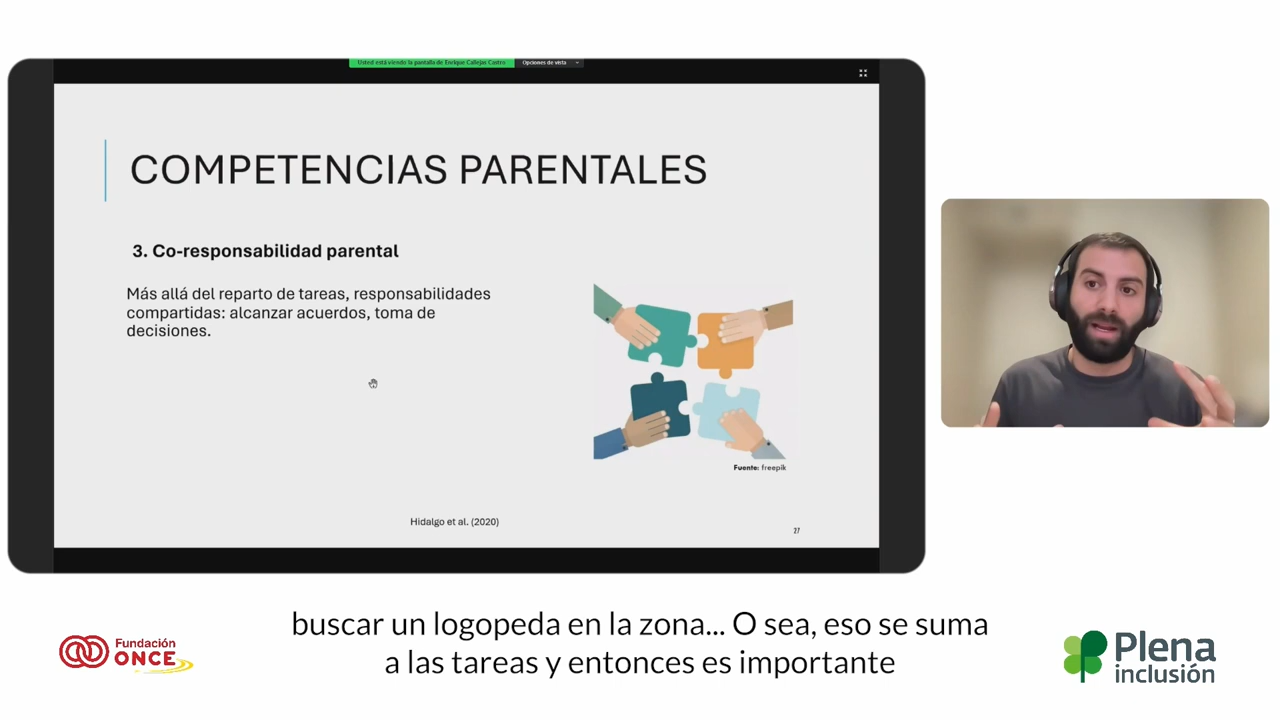 Usted está viendo la pantalla de Enrique Callejas Castro
Opciones de vista
COMPETENCIAS PARENTALES
3. Co-responsabilidad parental
Más allá del reparto de tareas, responsabilidades
compartidas: alcanzar acuerdos, toma de
decisiones.
Fuente: freepik
Hidalgo et al. (2020)
27
buscar un logopeda en la zona... O sea, eso se suma
a las tareas y entonces es importante
Fundación
ONCE
Plena
inclusión